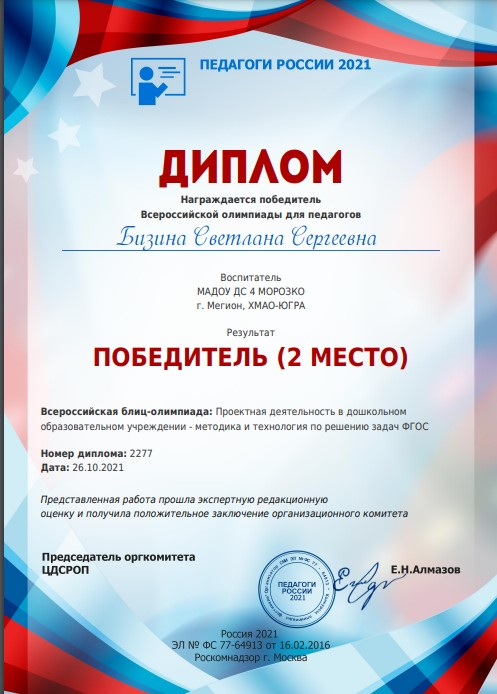 ПЕДАГОГИ РОССИИ 2021
ДИПЛОМ
Награждается победитель
Всероссийской олимпиады для педагогов
Бизина Светлана Сергеевна
Воспитатель
МАДОУ ДС 4 МОРОЗКО
г. Мегион, ХМАО-ЮГРА
Результат
ПОБЕДИТЕЛЬ (2 МЕСТО)
Всероссийская блиц-олимпиада: Проектная деятельность в дошкольном
образовательном учреждении - методика и технология по решению задач ФГОС
Номер диплома: 2277
Дата: 26.10.2021
Представленная работа прошла экспертную редакционную
оценку и получила положительное заключение организационного комитета
Председатель оргкомитета
ЦДСРОП
Е.Н.Алмазов
ПЕДАГОГИ
РОССИИ
2021
Россия 2021
ЭЛ № ФС 77-64913 от 16.02.2016
Роскомнадзор г. Москва